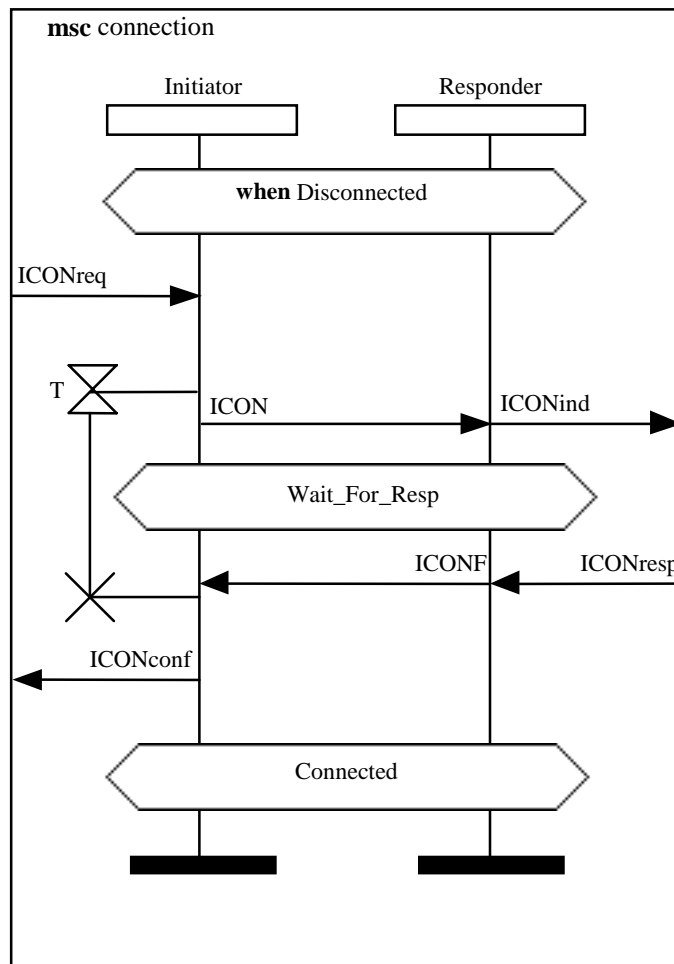 msc connection
Initiator
Responder
when Disconnected
ICONreq
T
ICON
ICONind
Wait_For_Resp
ICONF
ICONresp
ICONconf
Connected